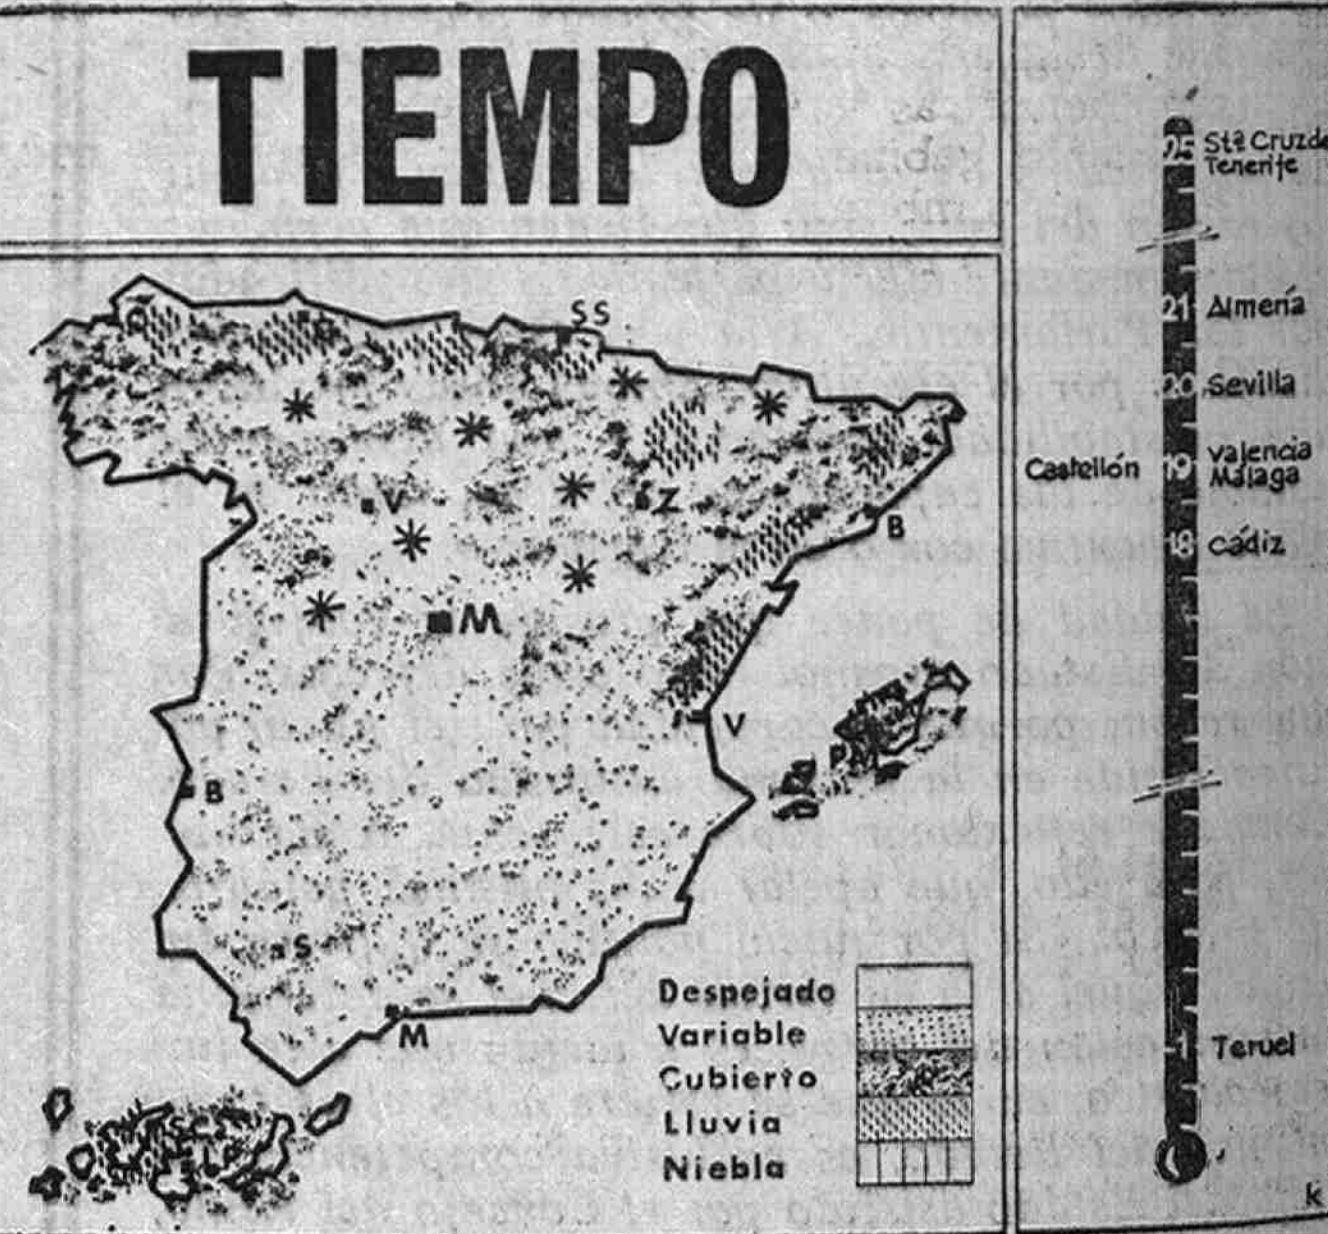 TIEMPO
SS
V
Z
B
M
V
B
P M
S
M
S C
L P
Despejado
Variable
Cubierto
Lluvia
Niebla
25 Stª Cruz de
Tenerife
21 Almería
20 Sevilla
Castellón 19 Valencia
Málaga
18 Cádiz
-1 Teruel
k